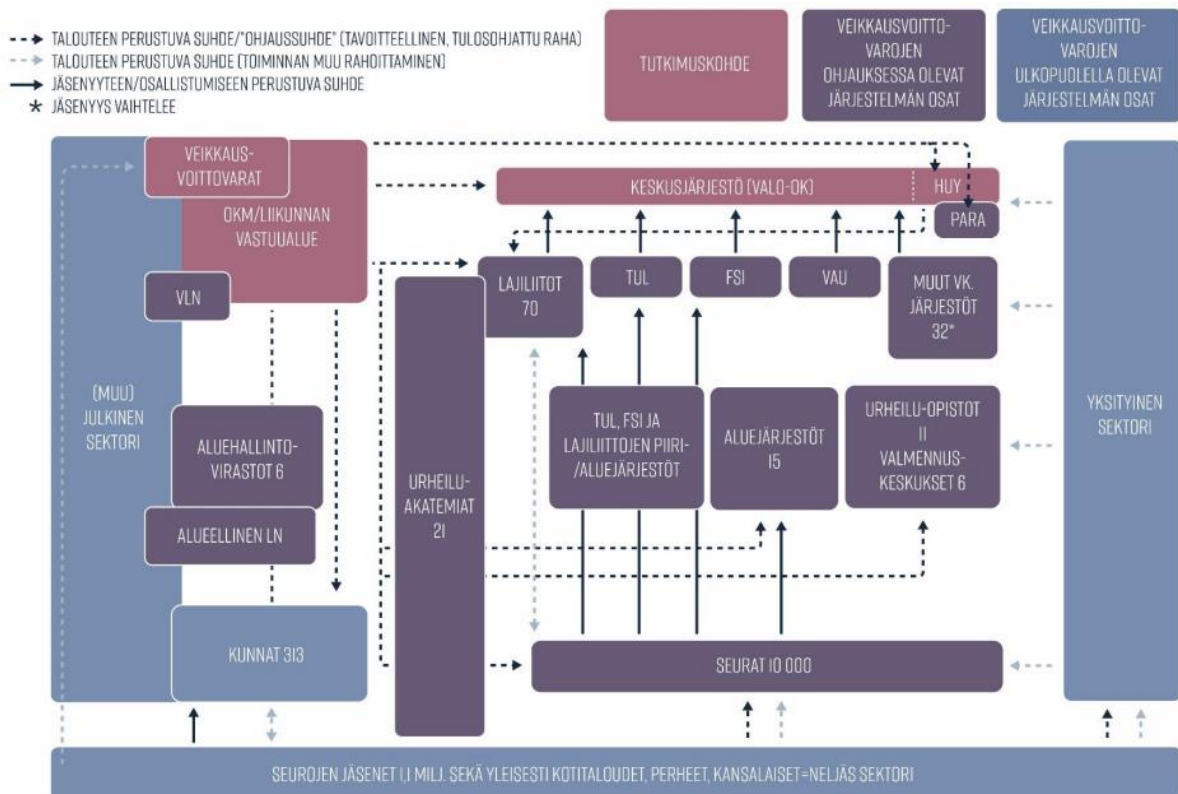 TALOUTEEN PERUSTUVA SUHDE/"OHJAUSSUHDE" (TAVOITTEELLINEN, TULOSOHJATTU RAHA)
TALOUTEEN PERUSTUVA SUHDE (TOIMINNAN MUU RAHOITTAMINEN)
JÄSENYYTEEN/OSALLISTUMISEEN PERUSTUVA SUHDE
* JÄSENYYS VAIHTELEE
TUTKIMUSKOHDE
VEIKKAUSVOITTO-
VAROJEN
OHJAUKSESSA OLEVAT
JÄRJESTELMÄN OSAT
VEIKKAUSVOITTO-
VAROJEN
ULKOPUOLELLA OLEVAT
JÄRJESTELMÄN OSAT
VEIKKAUS-
VOITTOVARAT
OKM/LIIKUNNAN
VASTUUALUE
VLN
(MUU)
JULKINEN
SEKTORI
ALUEHALLINTO-
VIRASTOT 6
ALUEELLINEN LN
KUNNAT 313
KESKUSJÄRJESTÖ (VALO-OK)
HUY
PARA
LAJILIITOT
70
TUL
FSI
VAU
MUUT VK.
JÄRJESTÖT
32*
URHEILU-
AKATEMIAT
21
TUL, FSI JA
LAJILIITTOJEN PIIRI-
/ALUEJÄRJESTÖT
ALUEJÄRJESTÖT
15
URHEILU-OPISTOT
11
VALMENNUS-
KESKUKSET 6
SEURAT 10 000
YKSITYINEN
SEKTORI
SEUROJEN JÄSENET 1,1 MILJ. SEKÄ YLEISESTI KOTITALOUDET, PERHEET, KANSALAISET=NELJÄS SEKTORI